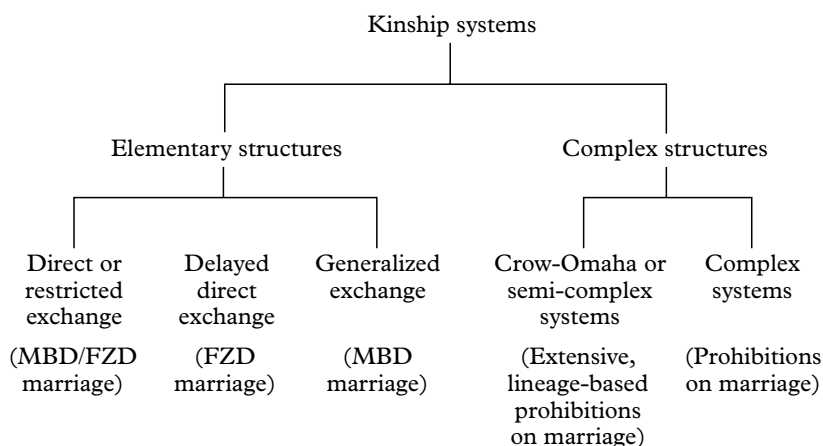 Kinship systems
Elementary structures
Complex structures
Direct or
restricted
exchange
(MBD/FZD
marriage)
Delayed
direct
exchange
(FZD
marriage)
Generalized
exchange
(MBD
marriage)
Crow-Omaha or
semi-complex
systems
(Extensive,
lineage-based
prohibitions
on marriage)
Complex
systems
(Prohibitions
on marriage)